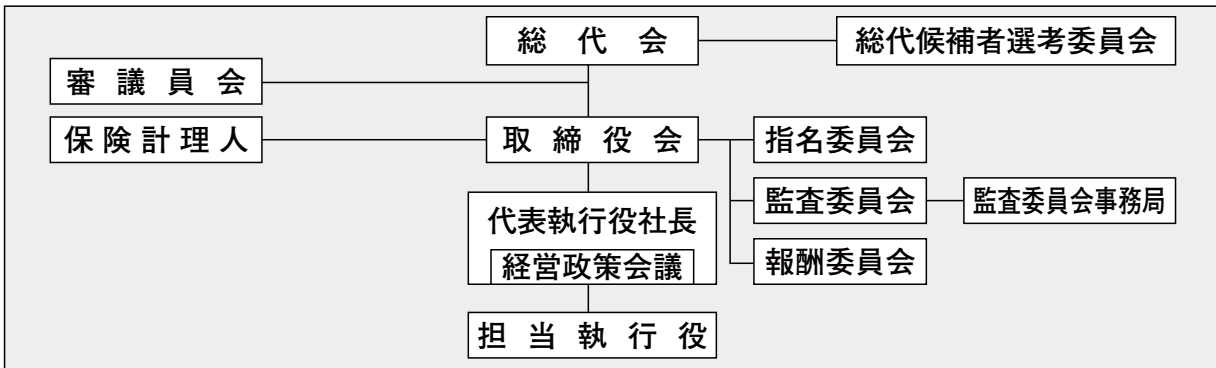 総代会
総代候補者選考委員会
審議員会
保険計理人
取締役会
指名委員会
監査委員会
監査委員会事務局
代表執行役社長
経営政策会議
報酬委員会
担当執行役